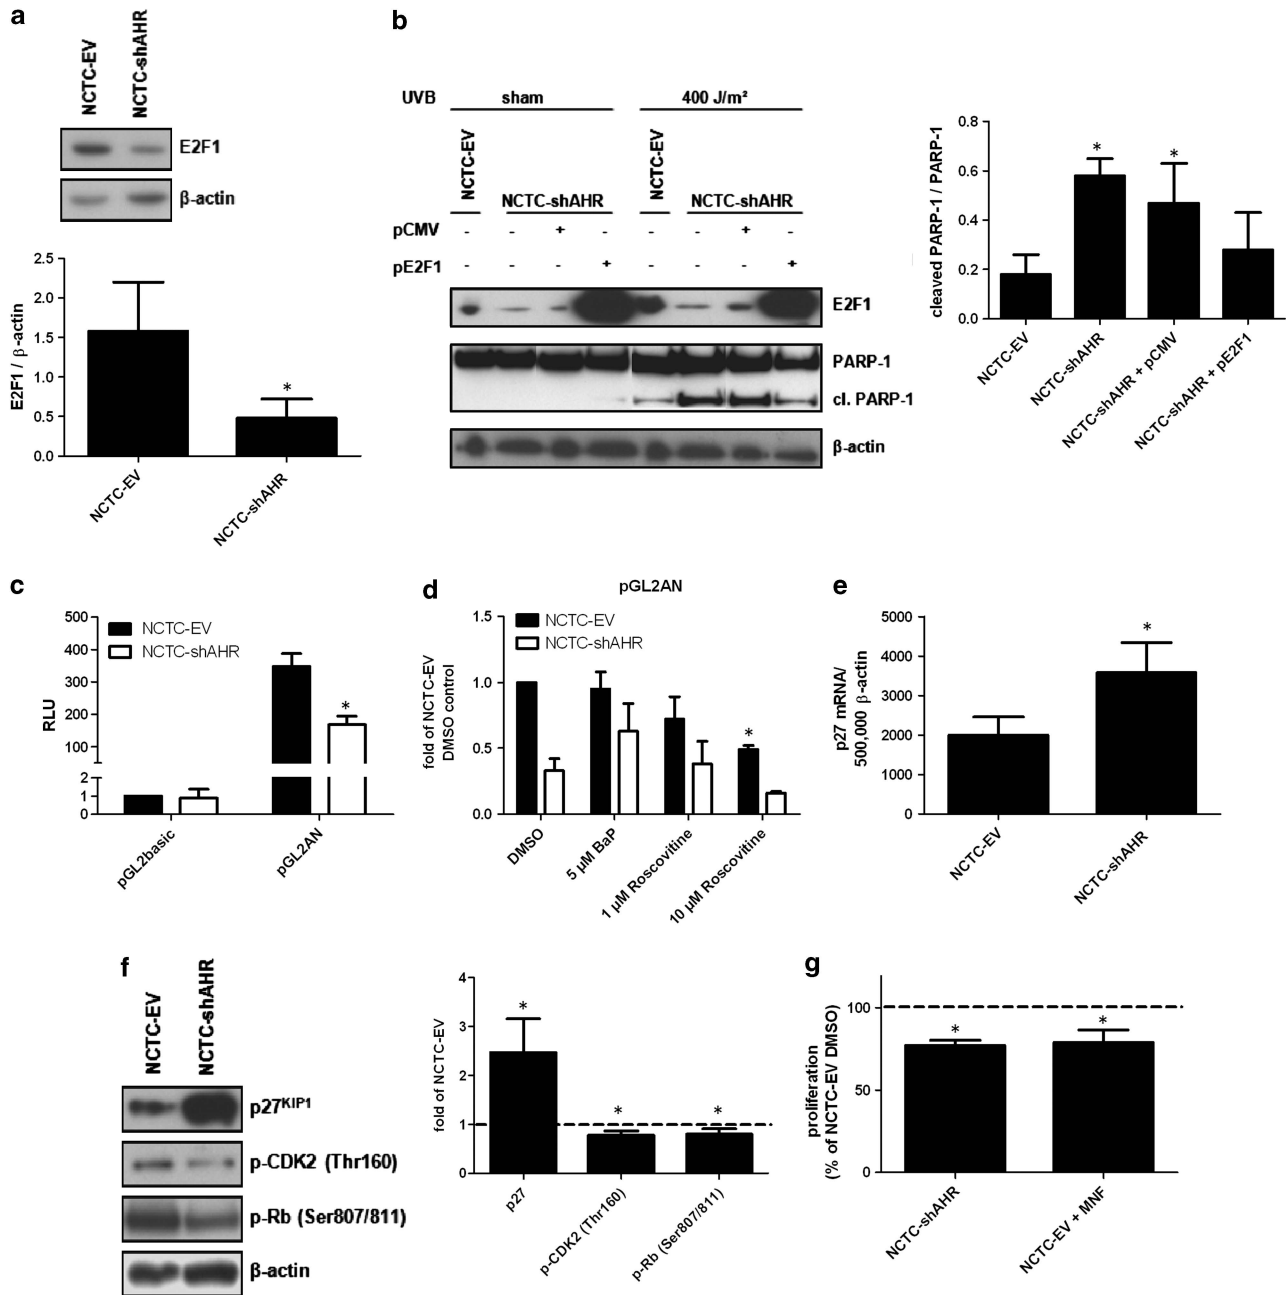 a
NCTC-EV
NCTC-shAHR
E2F1
β-actin
E2F1 / β-actin
2.5
2.0
1.5
1.0
0.5
0.0
*
NCTC-EV
NCTC-shAHR
b
UVB
sham
400 J/m²
NCTC-EV
NCTC-shAHR
NCTC-EV
NCTC-shAHR
pCMV - - + - - - + -
pE2F1 - - - + - - - +
E2F1
PARP-1
cl. PARP-1
β-actin
cleaved PARP-1 / PARP-1
0.8
0.6
0.4
0.2
0.0
* *
NCTC-EV
NCTC-shAHR
NCTC-shAHR + pCMV
NCTC-shAHR + pE2F1
c
RLU
500
400
300
200
100
2
1
0
NCTC-EV
NCTC-shAHR
*
pGL2basic
pGL2AN
d
pGL2AN
fold of NCTC-EV
DMSO control
1.5
1.0
0.5
0.0
NCTC-EV
NCTC-shAHR
*
DMSO
5 µM BaP
1 µM Roscovitine
10 µM Roscovitine
e
p27 mRNA/
500,000 β-actin
5000
4000
3000
2000
1000
0
*
NCTC-EV
NCTC-shAHR
f
NCTC-EV
NCTC-shAHR
p27KIP1
p-CDK2 (Thr160)
p-Rb (Ser807/811)
β-actin
fold of NCTC-EV
4
3
2
1
0
* * *
p27
p-CDK2 (Thr160)
p-Rb (Ser807/811)
g
proliferation
(% of NCTC-EV DMSO)
100
50
0
* *
NCTC-shAHR
NCTC-EV + MNF